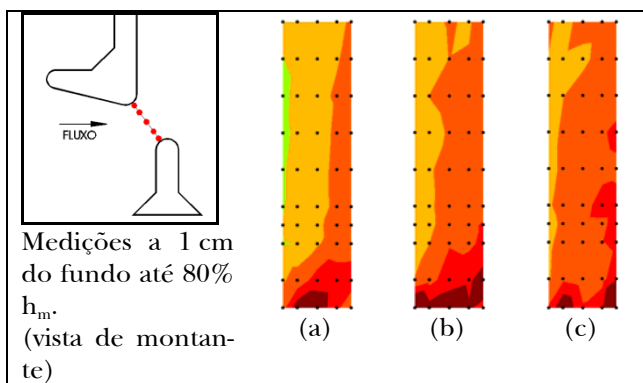 FLUXO
Medições a 1 cm
do fundo até 80%
hm.
(vista de montan-
te)
(a)
(b)
(c)